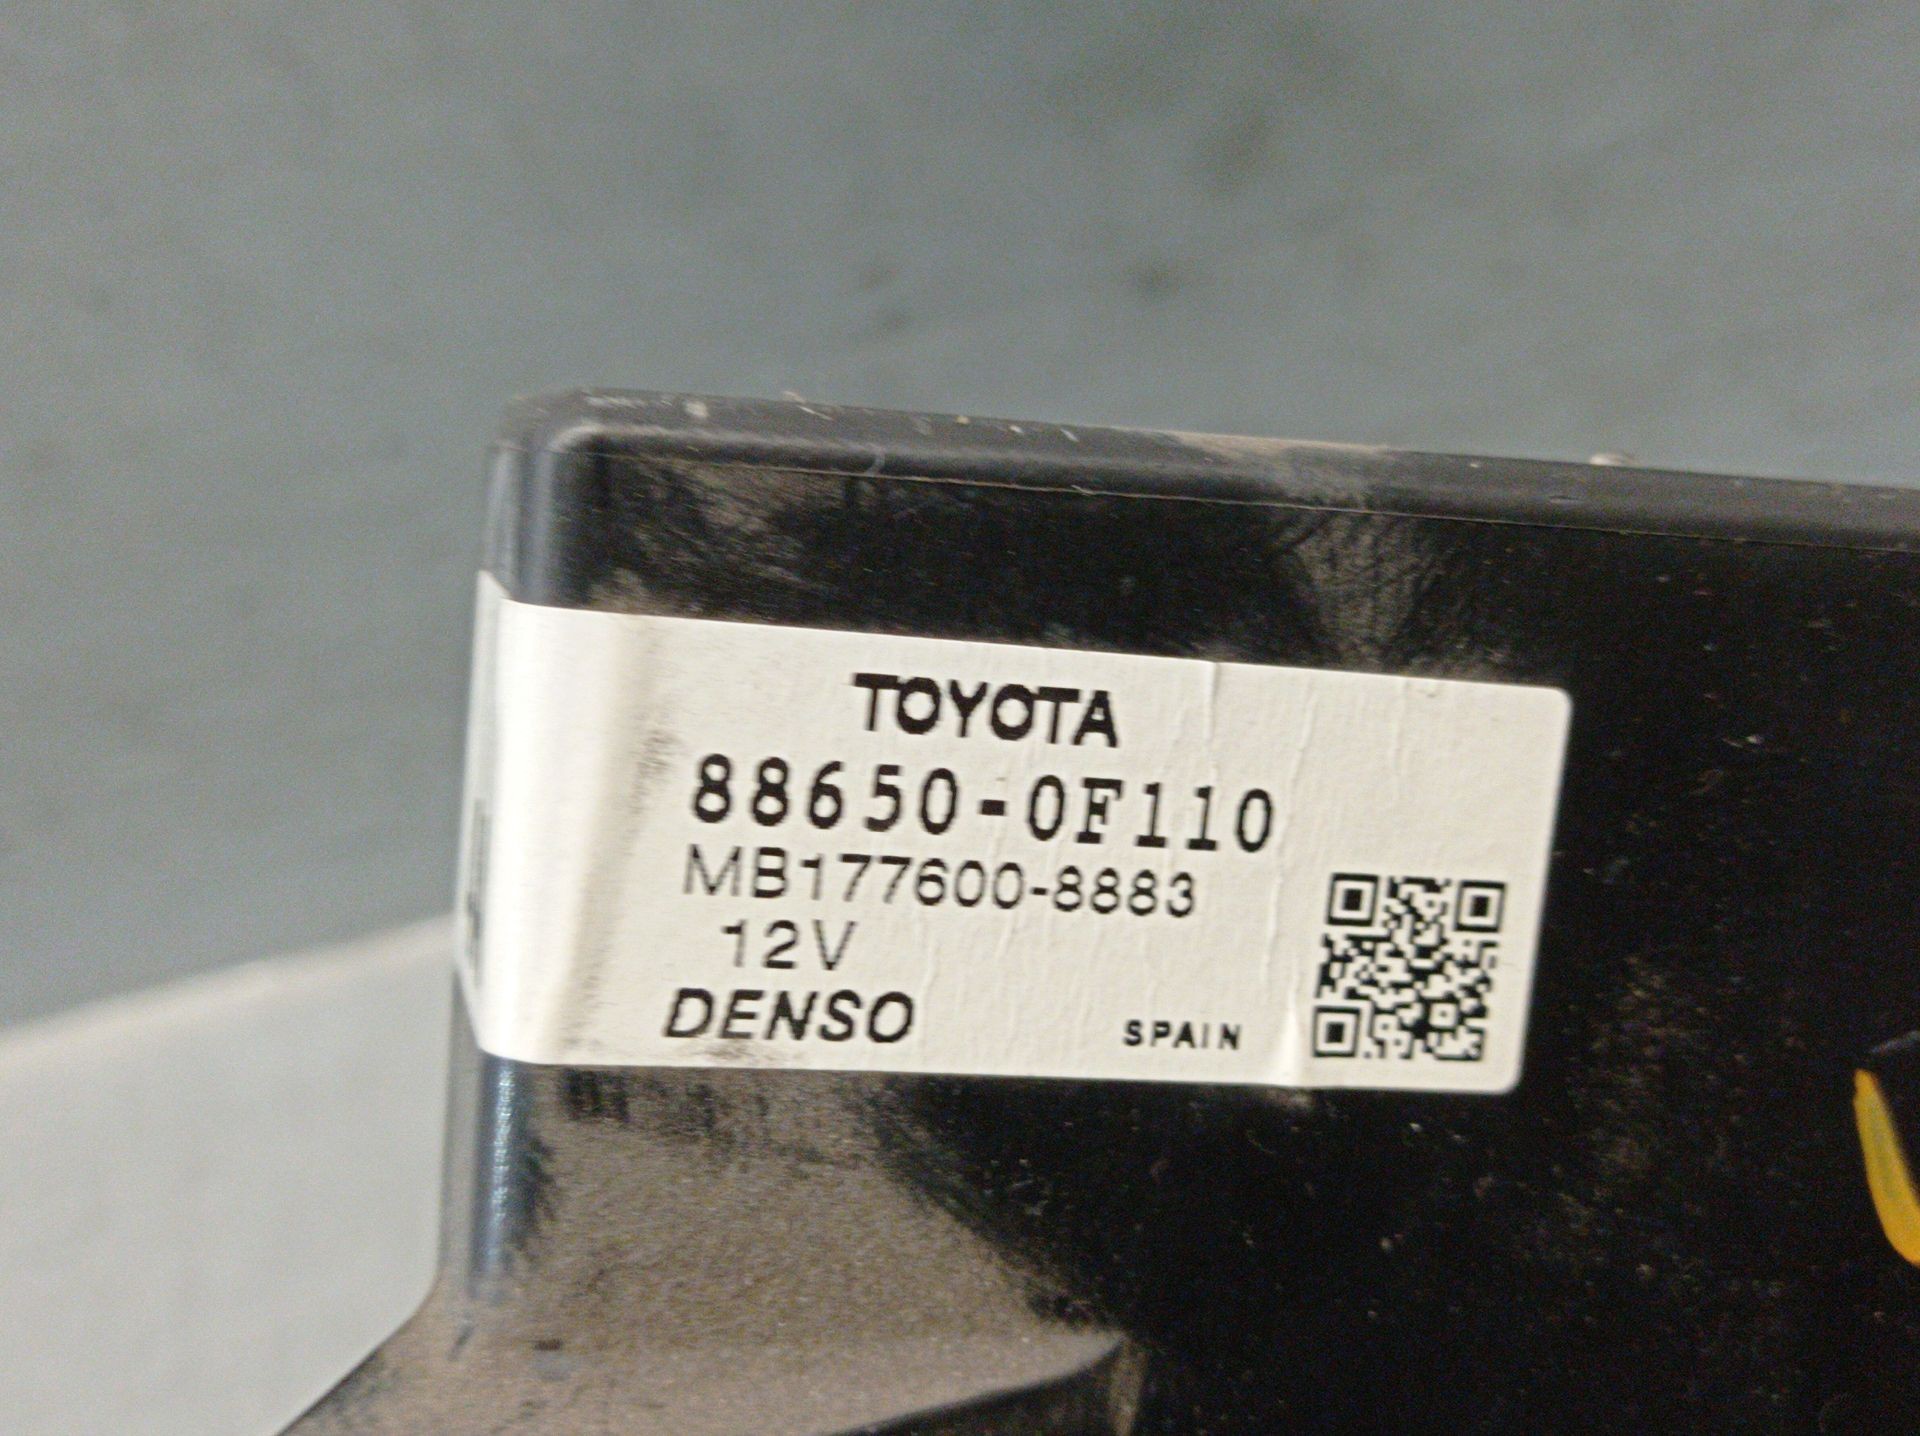 TOYOTA
88650-0F110
MB177600-8883
12V
DENSO
SPAIN